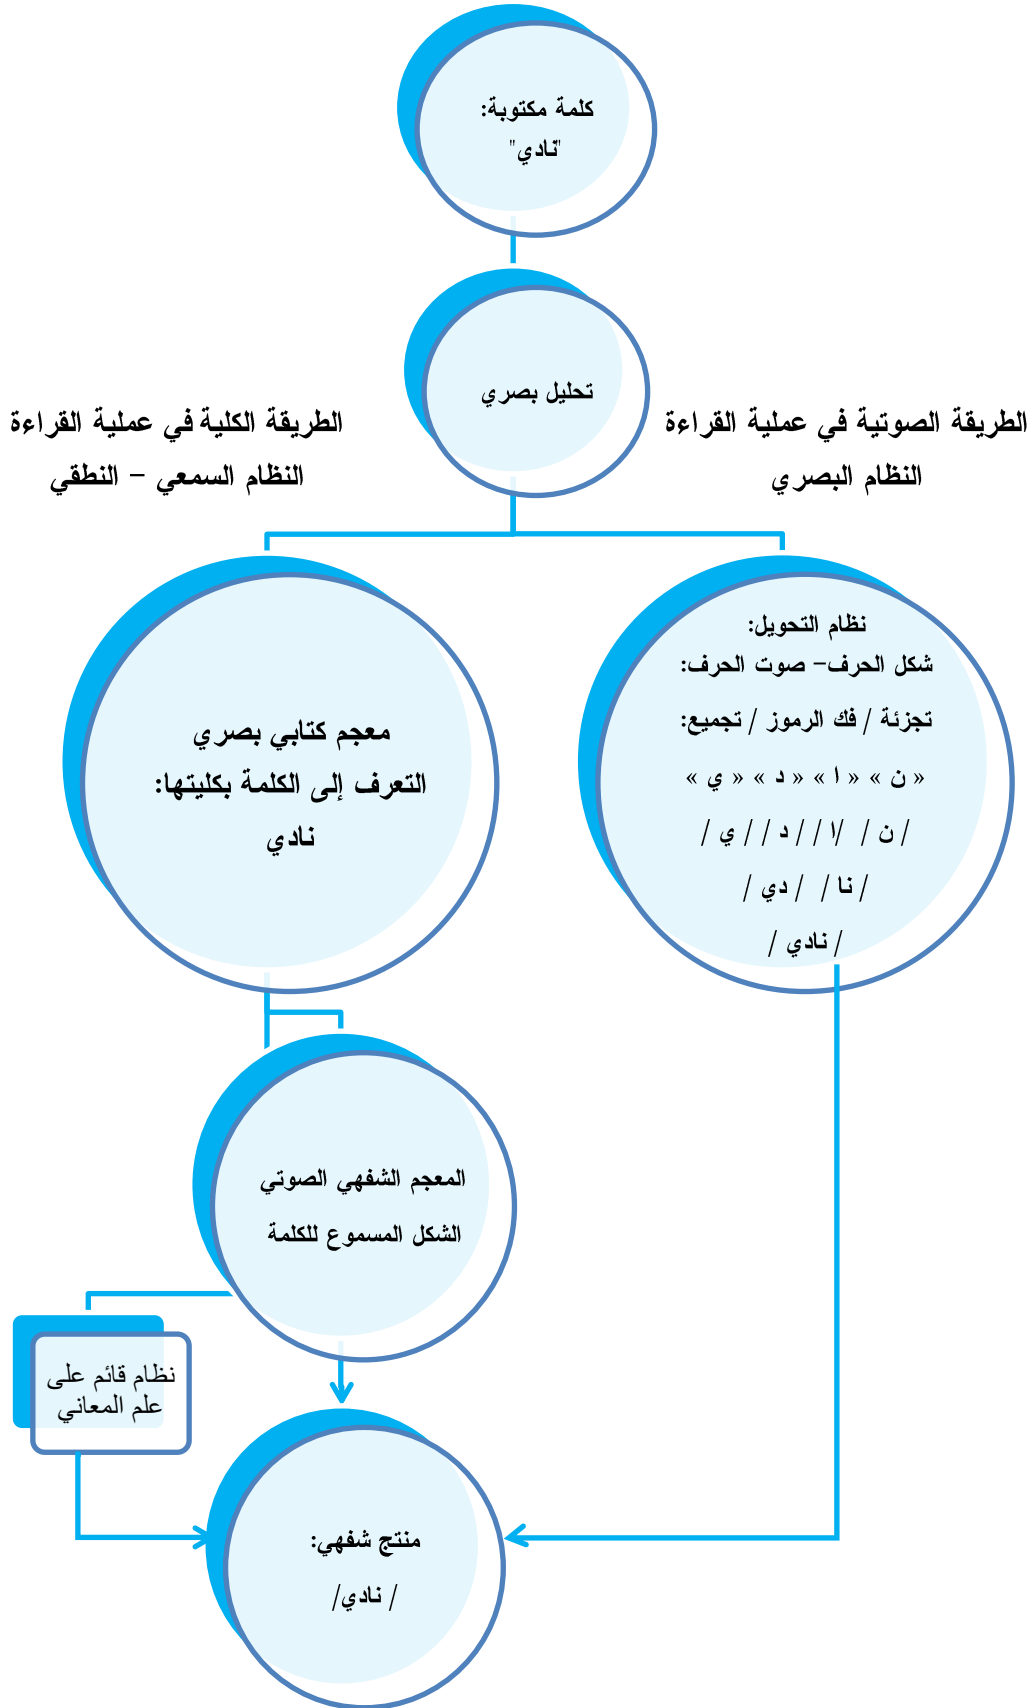 كلمة مكتوبة:
"نادي"
تحليل بصري
الطريقة الصوتية في عملية القراءة
النظام البصري
الطريقة الكلية في عملية القراءة
النظام السمعي – النطقي
نظام التحويل:
شكل الحرف– صوت الحرف:
تجزئة / فك الرموز / تجميع:
« ن » « ا » « د » « ي »
/ ن / /ا / / د / / ي /
/ نا / / دي /
/ نادي /
معجم كتابي بصري
التعرف إلى الكلمة بكليتها:
نادي
المعجم الشفهي الصوتي
الشكل المسموع للكلمة
نظام قائم على
علم المعاني
منتج شفهي:
/ نادي/